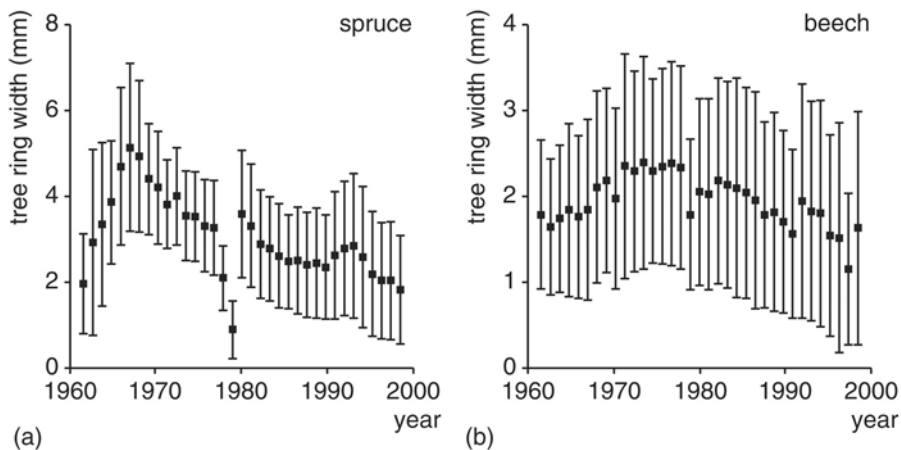 spruce
tree ring width (mm)
8
6
4
2
0
1960 1970 1980 1990 2000
year
(a)
beech
tree ring width (mm)
4
3
2
1
0
1960 1970 1980 1990 2000
year
(b)